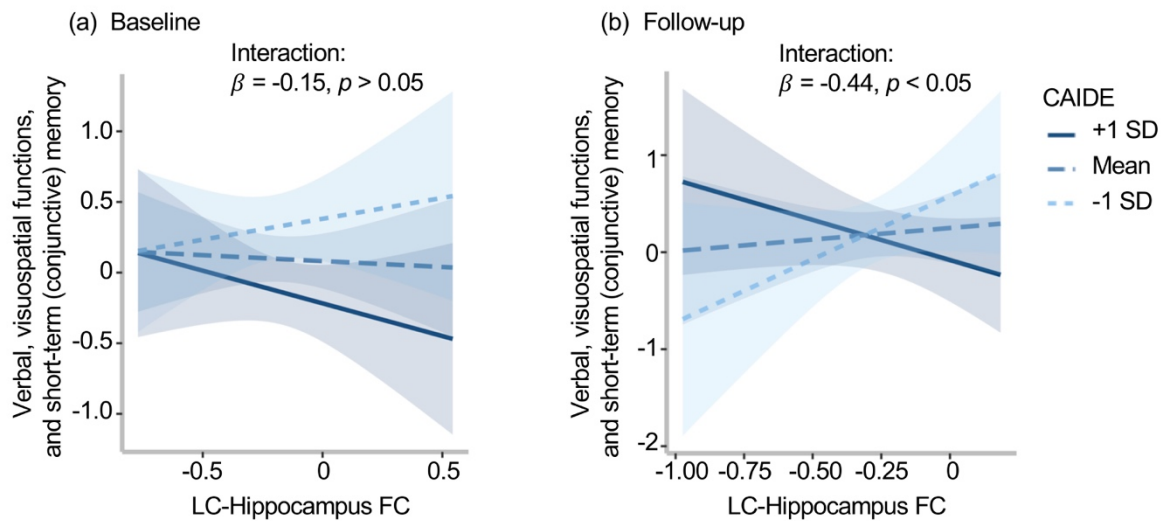 (a) Baseline
Interaction:
β = -0.15, p > 0.05
Verbal, visuospatial functions,
and short-term (conjunctive) memory
1.0
0.5
0
-0.5
-1.0
-0.5 0 0.5
LC-Hippocampus FC
(b) Follow-up
Interaction:
β = -0.44, p < 0.05
Verbal, visuospatial functions,
and short-term (conjunctive) memory
1
0
-1
-2
-1.00 -0.75 -0.50 -0.25 0
LC-Hippocampus FC
CAIDE
+1 SD
Mean
-1 SD